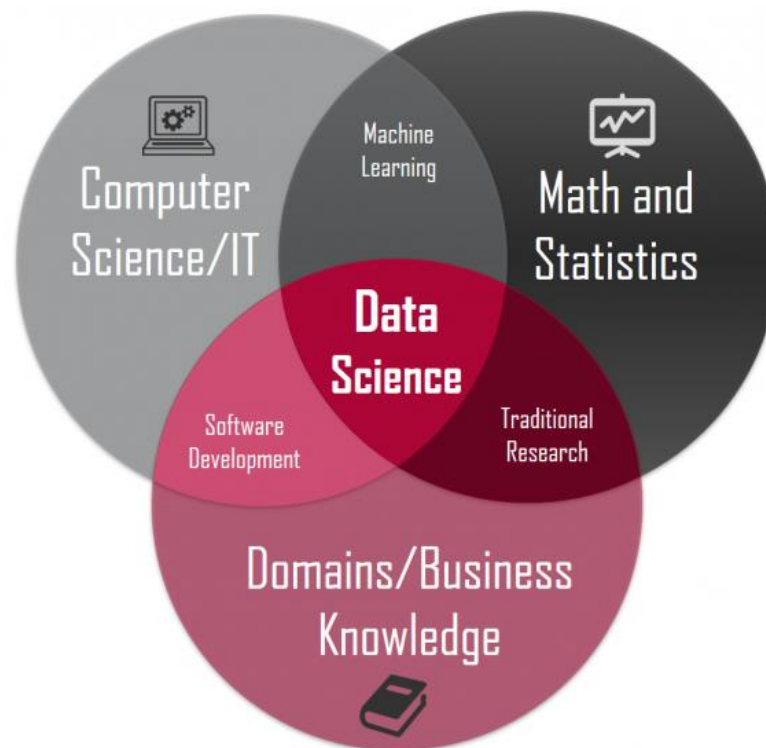 Machine
Learning
Computer
Science/IT
Math and
Statistics
Data
Science
Software
Development
Traditional
Research
Domains/Business
Knowledge